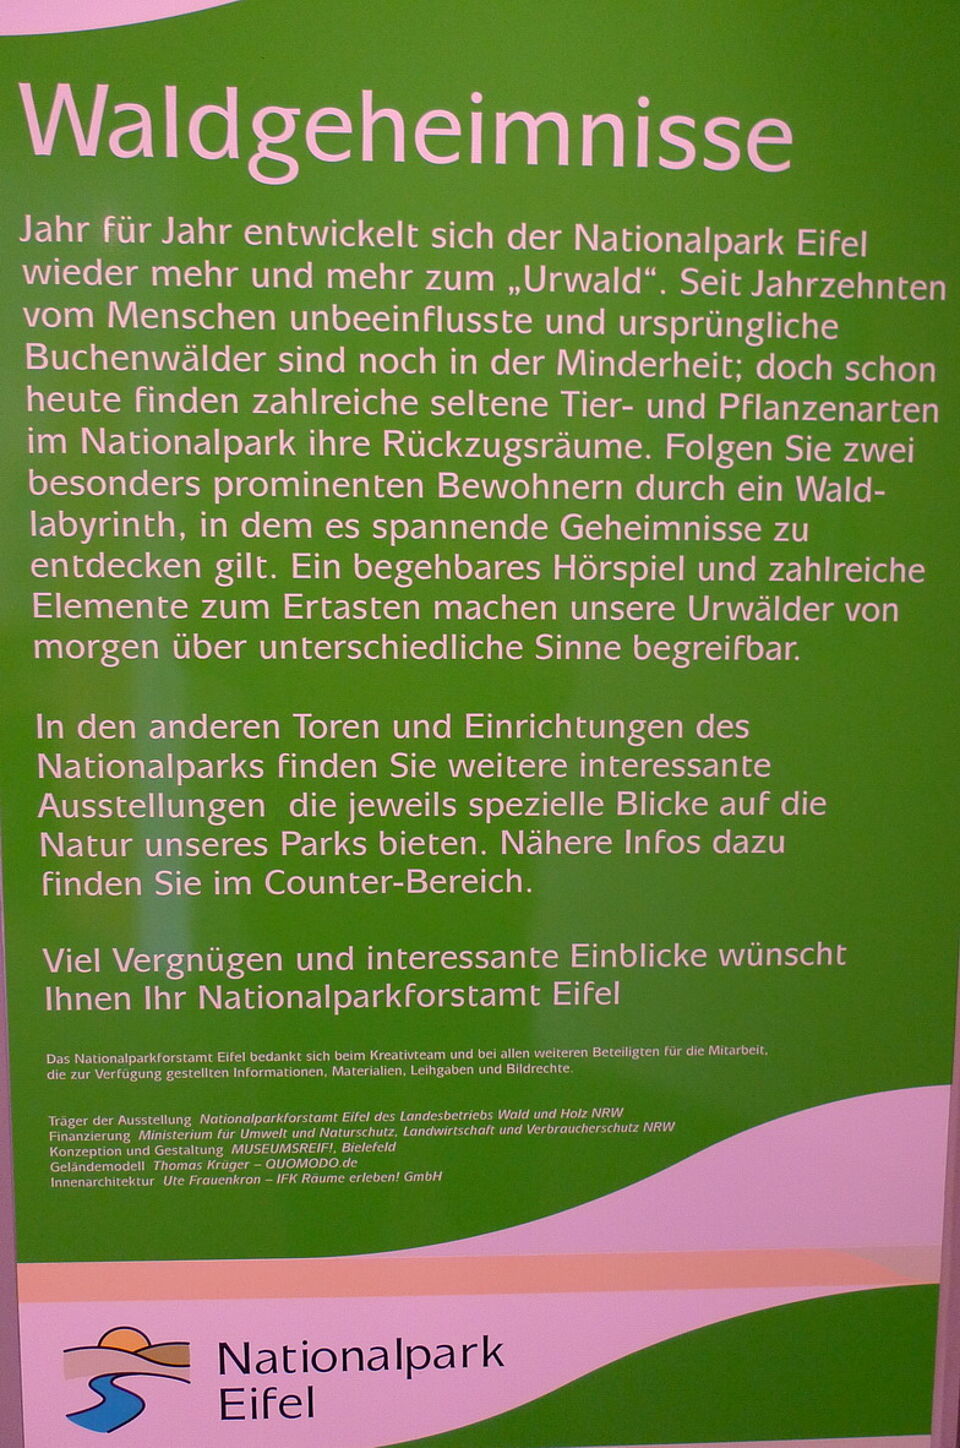 Waldgeheimnisse
Jahr für Jahr entwickelt sich der Nationalpark Eifel
wieder mehr und mehr zum „Urwald“. Seit Jahrzehnten
vom Menschen unbeeinflusste und ursprüngliche
Buchenwälder sind noch in der Minderheit; doch schon
heute finden zahlreiche seltene Tier- und Pflanzenarten
im Nationalpark ihre Rückzugsräume. Folgen Sie zwei
besonders prominenten Bewohnern durch ein Wald-
labyrinth, in dem es spannende Geheimnisse zu
entdecken gilt. Ein begehbares Hörspiel und zahlreiche
Elemente zum Ertasten machen unsere Urwälder von
morgen über unterschiedliche Sinne begreifbar.
In den anderen Toren und Einrichtungen des
Nationalparks finden Sie weitere interessante
Ausstellungen die jeweils spezielle Blicke auf die
Natur unseres Parks bieten. Nähere Infos dazu
finden Sie im Counter-Bereich.
Viel Vergnügen und interessante Einblicke wünscht
Ihnen Ihr Nationalparkforstamt Eifel
Das Nationalparkforstamt Eifel bedankt sich beim Kreativteam und bei allen weiteren Beteiligten für die Mitarbeit,
die zur Verfügung gestellten Informationen, Materialien, Leihgaben und Bildrechte.
Träger der Ausstellung Nationalparkforstamt Eifel des Landesbetriebs Wald und Holz NRW
Finanzierung Ministerium für Umwelt und Naturschutz, Landwirtschaft und Verbraucherschutz NRW
Konzeption und Gestaltung MUSEUMSREIF!, Bielefeld
Geländemodell Thomas Krüger – QUOMODO.de
Innenarchitektur Ute Frauenkron – IFK Räume erleben! GmbH
Nationalpark
Eifel